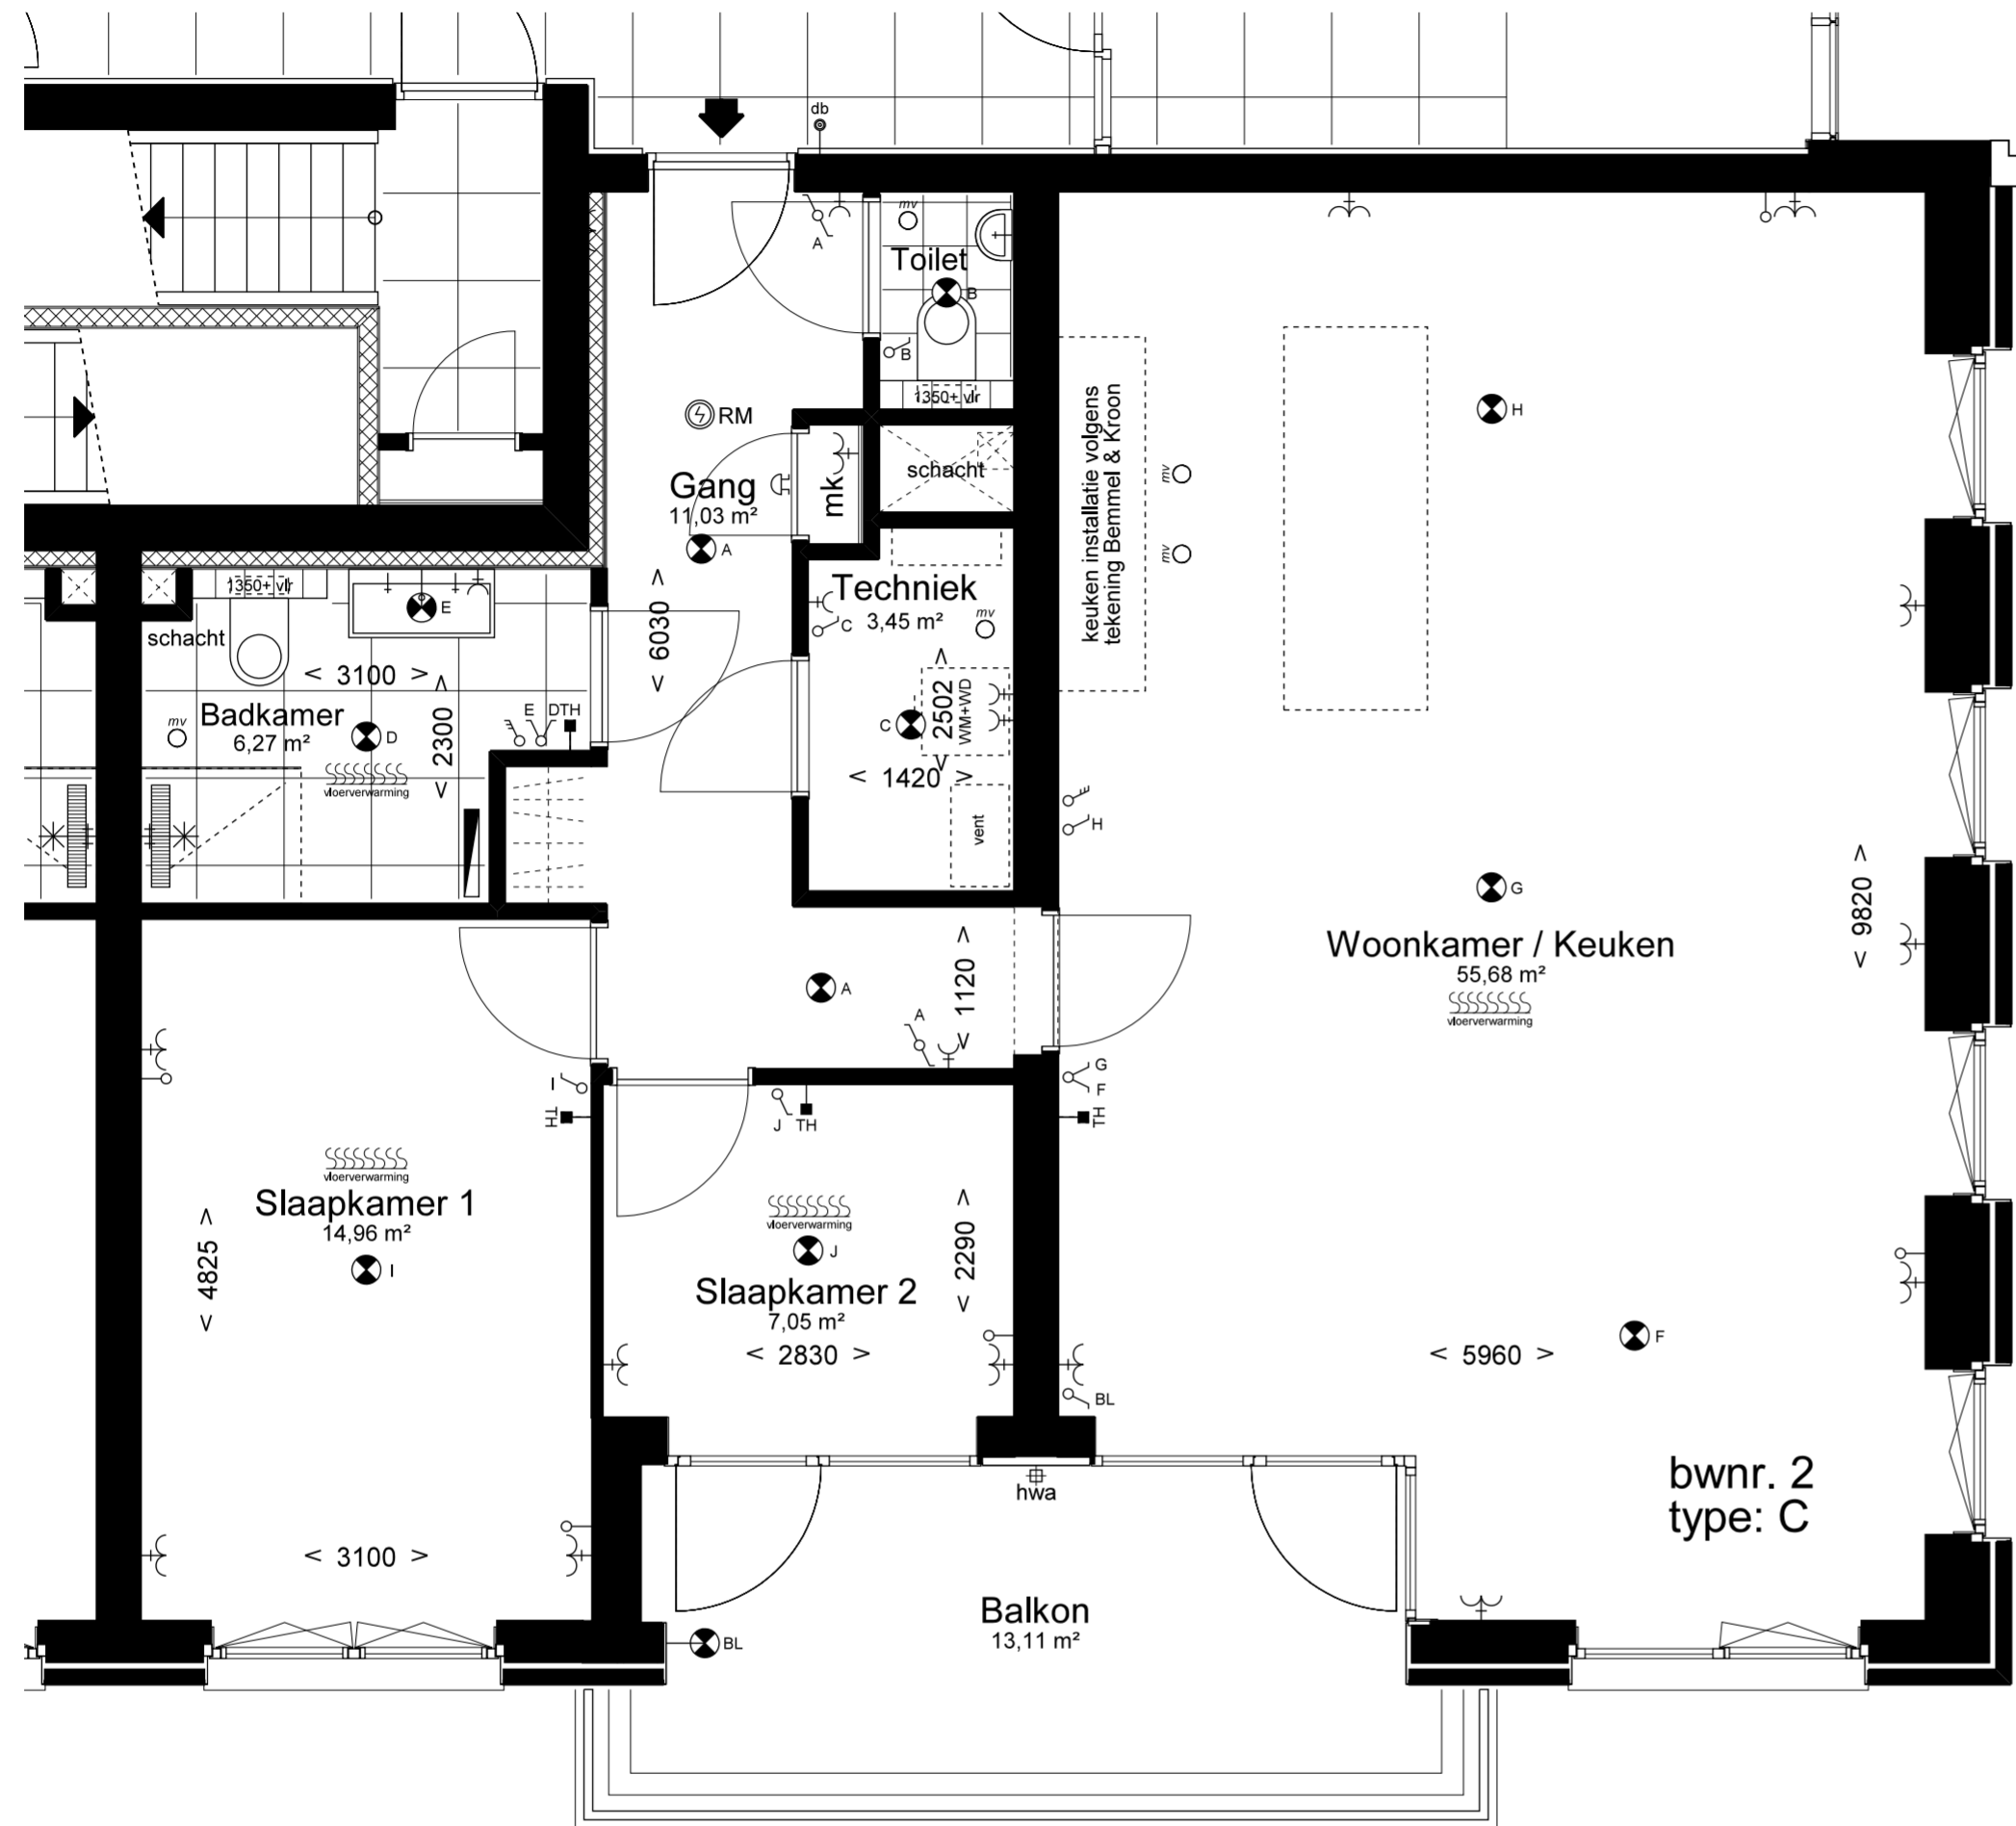 db
A
mv
Toilet
B
B
1350+ vlr
RM
mk
schacht
Gang
11,03 m²
A
keuken installatie volgens
tekening Bemmel & Kroon
mv
mv
H
1350+ vlr
E
schacht
< 3100 >
< 2300 >
mv
Badkamer
6,27 m²
D
vloerverwarming
E
DTH
< 6030 >
Techniek
3,45 m²
mv
C
C
< 2502 >
WM+WD
< 1420 >
vent
H
G
Woonkamer / Keuken
55,68 m²
vloerverwarming
< 9820 >
A
A
< 1120 >
G
F
TH
I
TH
J
TH
vloerverwarming
Slaapkamer 1
14,96 m²
I
< 4825 >
< 3100 >
vloerverwarming
J
Slaapkamer 2
7,05 m²
< 2830 >
< 2290 >
BL
< 5960 >
F
bwnr. 2
type: C
hwa
Balkon
13,11 m²
BL